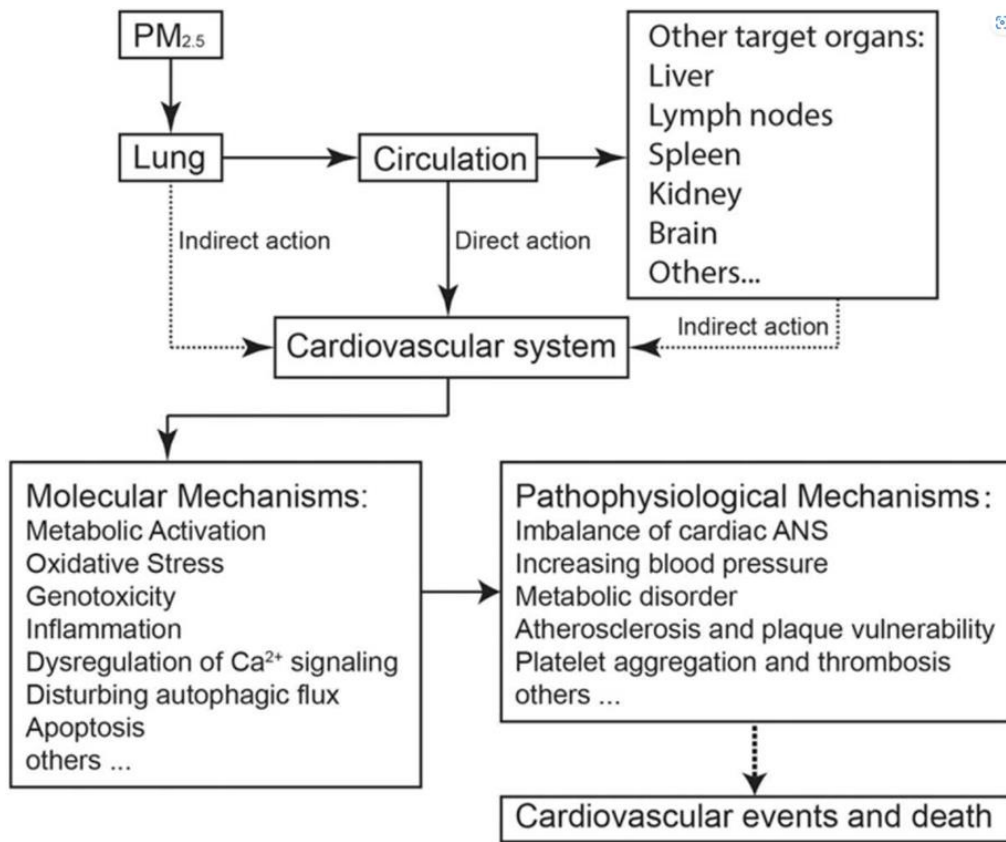 PM2.5
Lung
Circulation
Other target organs:
Liver
Lymph nodes
Spleen
Kidney
Brain
Others...
Indirect action
Direct action
Indirect action
Cardiovascular system
Molecular Mechanisms:
Metabolic Activation
Oxidative Stress
Genotoxicity
Inflammation
Dysregulation of Ca²⁺ signaling
Disturbing autophagic flux
Apoptosis
others ...
Pathophysiological Mechanisms:
Imbalance of cardiac ANS
Increasing blood pressure
Metabolic disorder
Atherosclerosis and plaque vulnerability
Platelet aggregation and thrombosis
others ...
Cardiovascular events and death